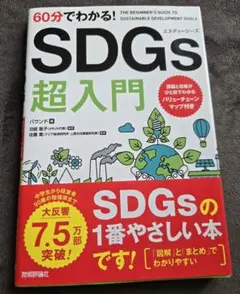 60分でわかる!
THE BEGINNER'S GUIDE TO
SUSTAINABLE DEVELOPMENT GOALS
エスディージーズ
SDGs
超入門
課題と目標が
ひと目でわかる
バリューチェーン
マップ付き
バウンド 著
大反響
7.5万部
突破!
SDGsの
1番やさしい本
です!
「図解」と「まとめ」で
わかりやすい
技術評論社